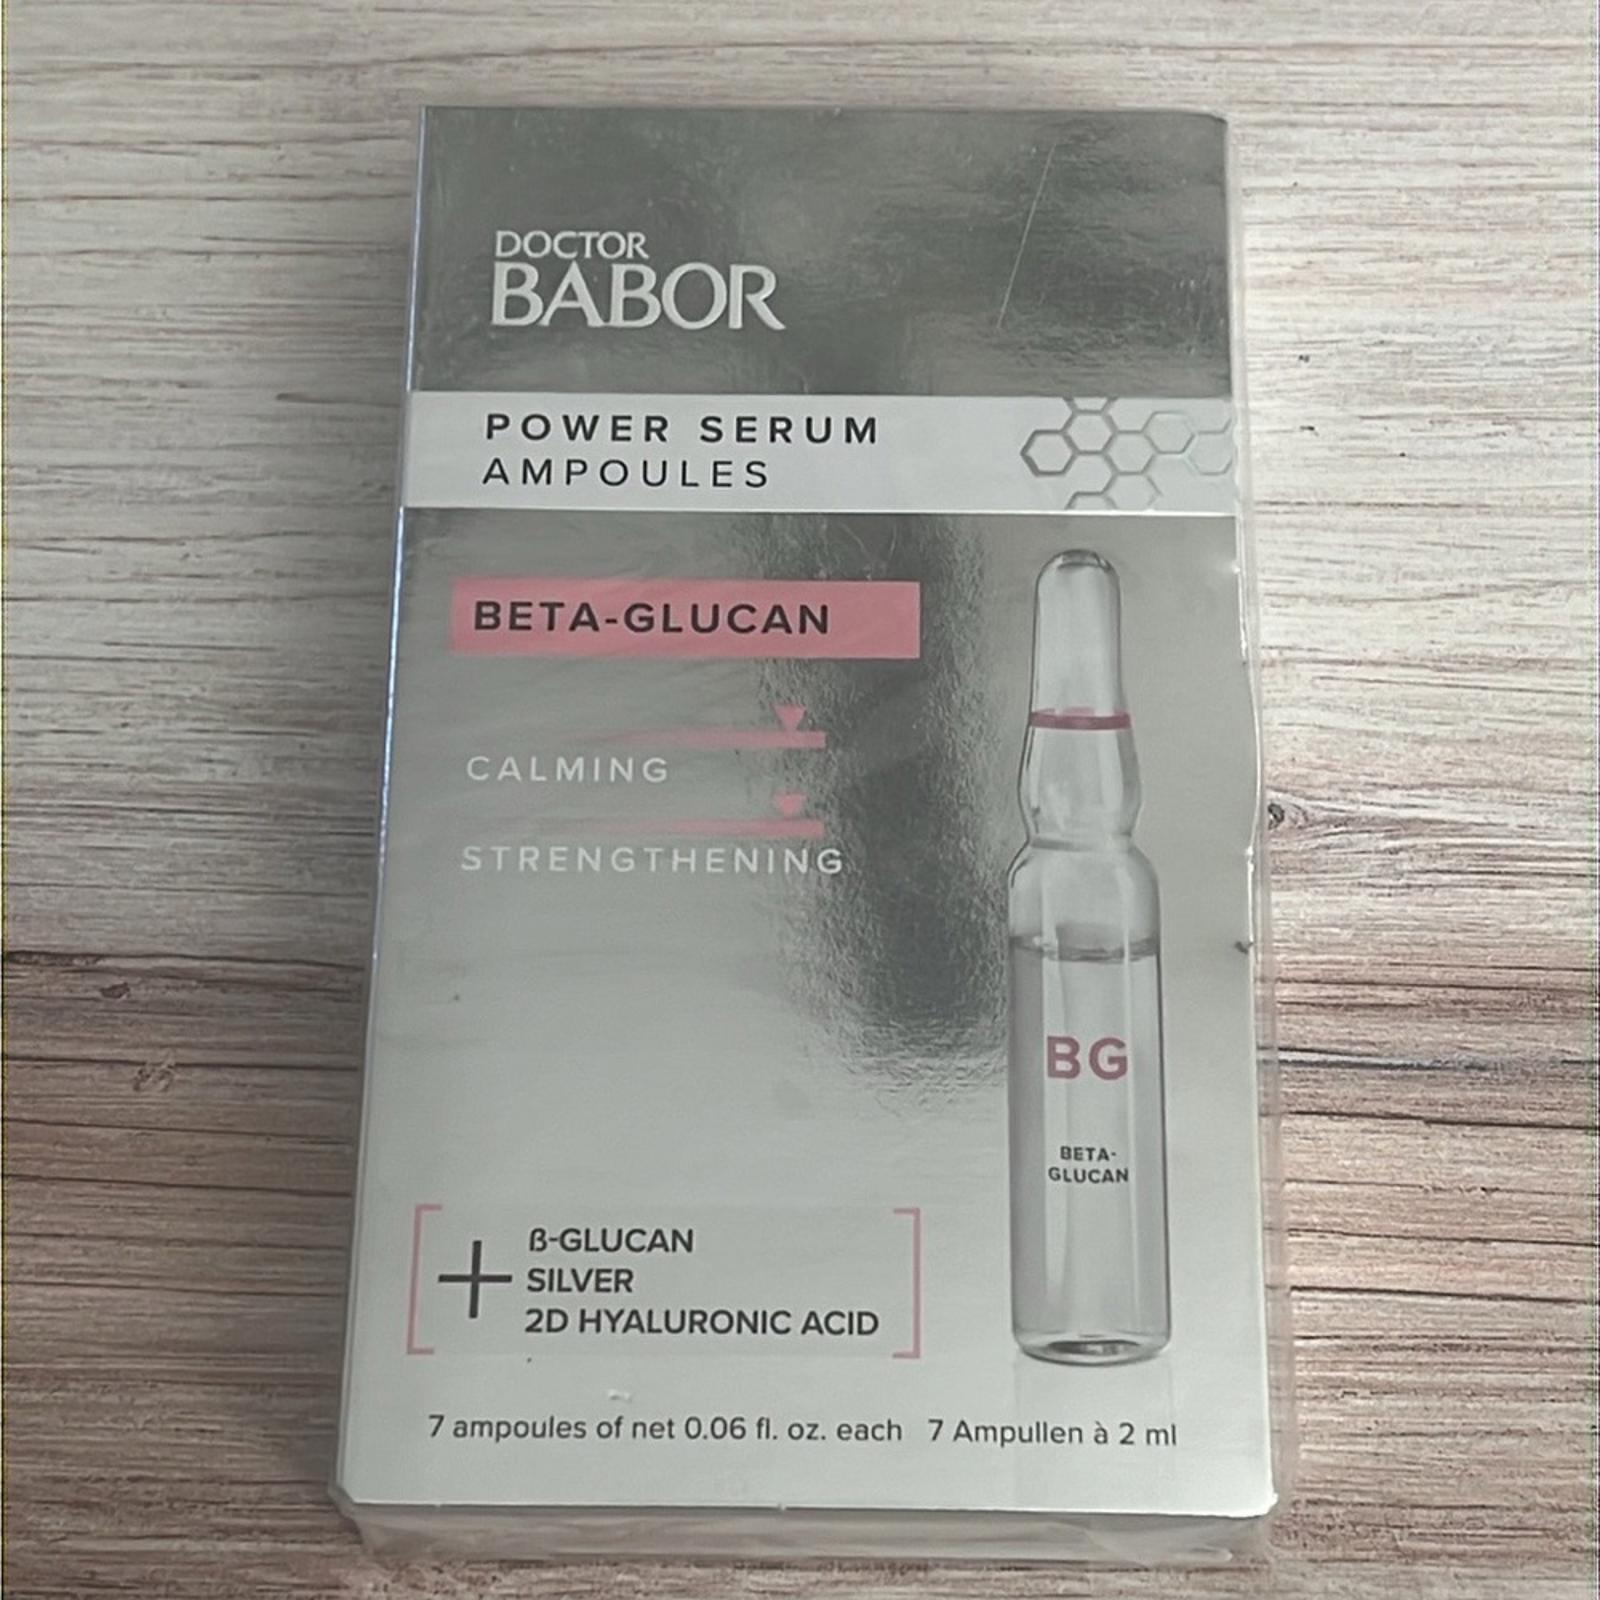 DOCTOR
BABOR
POWER SERUM
AMPOULES
BETA-GLUCAN
CALMING
STRENGTHENING
BG
BETA-
GLUCAN
ß-GLUCAN
+ SILVER
2D HYALURONIC ACID
7 ampoules of net 0.06 fl. oz. each 7 Ampullen à 2 ml